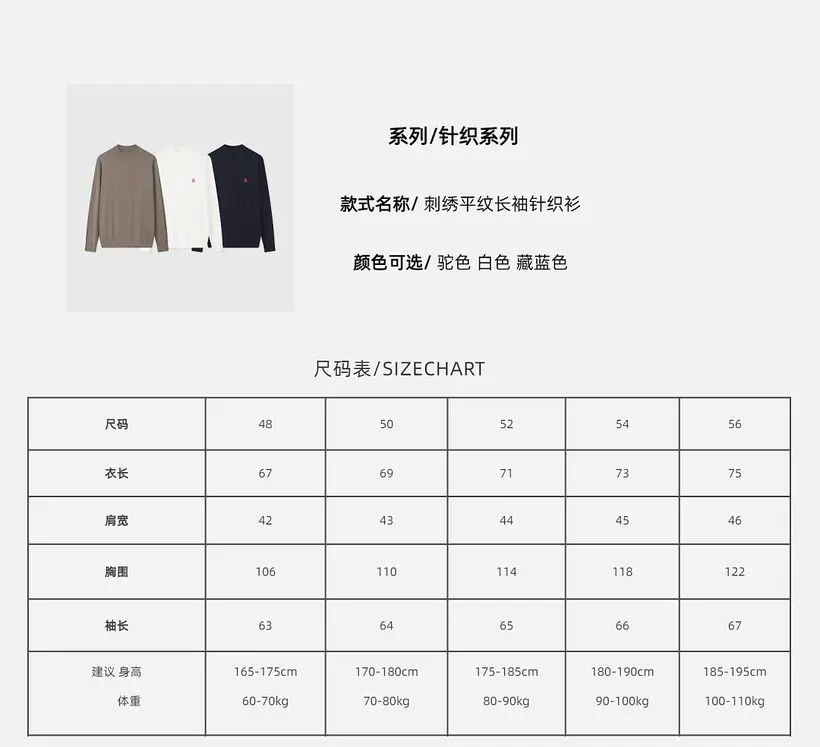 系列/针织系列
款式名称/ 刺绣平纹长袖针织衫
颜色可选/ 驼色 白色 藏蓝色
尺码表/SIZECHART
尺码 48 50 52 54 56
衣长 67 69 71 73 75
肩宽 42 43 44 45 46
胸围 106 110 114 118 122
袖长 63 64 65 66 67
建议 身高 165-175cm 170-180cm 175-185cm 180-190cm 185-195cm
体重 60-70kg 70-80kg 80-90kg 90-100kg 100-110kg